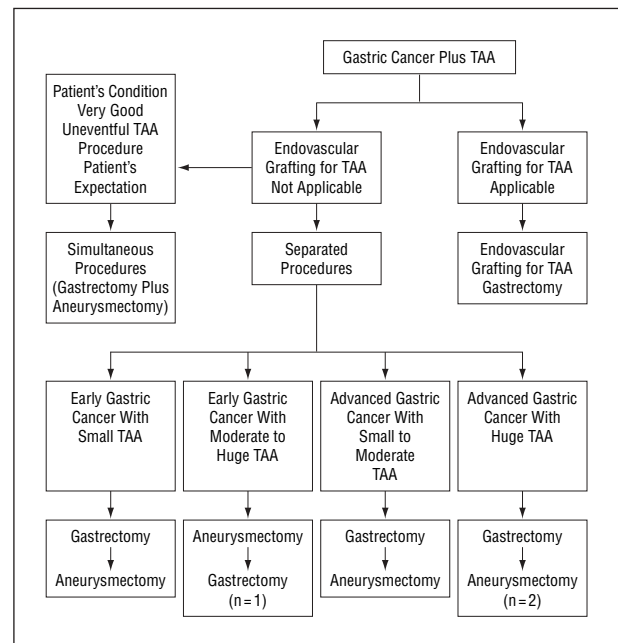 Gastric Cancer Plus TAA
Patient's Condition
Very Good
Uneventful TAA
Procedure
Patient's
Expectation
Endovascular
Grafting for TAA
Not Applicable
Endovascular
Grafting for TAA
Applicable
Simultaneous
Procedures
(Gastrectomy Plus
Aneurysmectomy)
Separated
Procedures
Endovascular
Grafting for TAA
Gastrectomy
Early Gastric
Cancer With
Small TAA
Early Gastric
Cancer With
Moderate to
Huge TAA
Advanced Gastric
Cancer With
Small to
Moderate
TAA
Advanced Gastric
Cancer With
Huge TAA
Gastrectomy
Aneurysmectomy
Aneurysmectomy
Gastrectomy
(n = 1)
Gastrectomy
Aneurysmectomy
Gastrectomy
Aneurysmectomy
(n = 2)